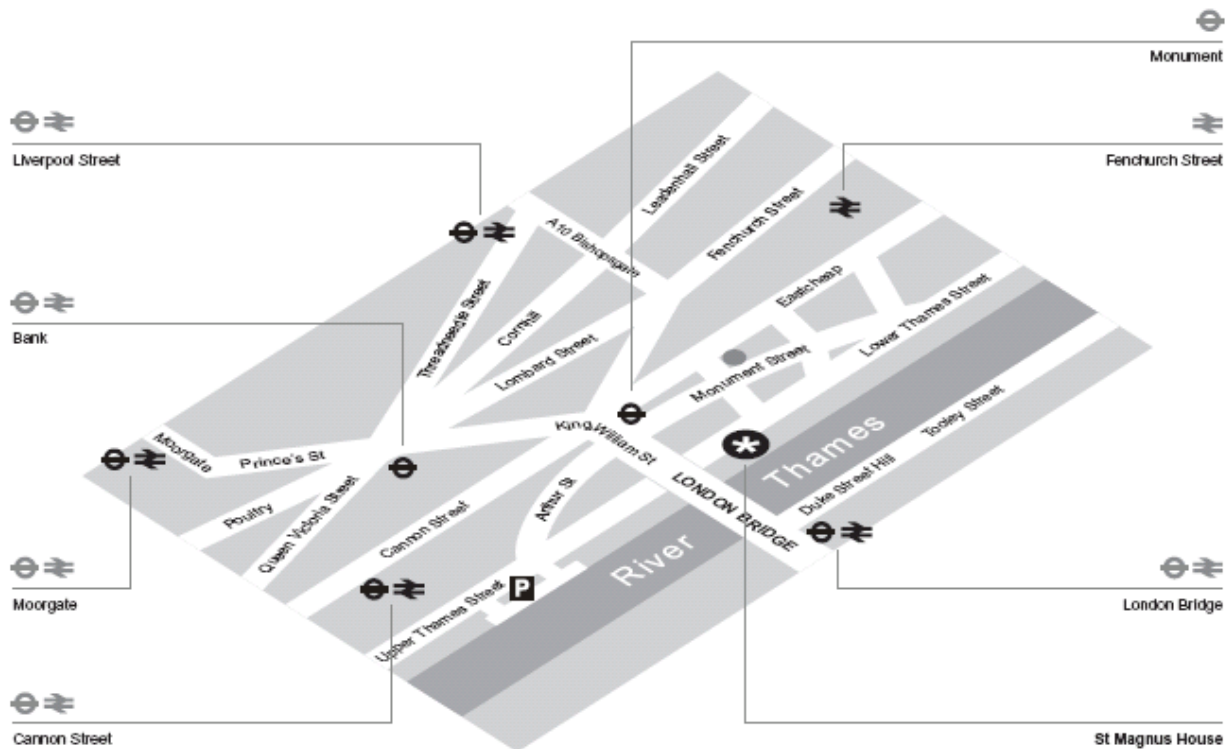 Monument
Liverpool Street
Fenchurch Street
Leadenhall Street
Fenchurch Street
A10 Bishopsgate
Threadneedle Street
Cornhill
Lombard Street
Eastcheap
Lower Thames Street
Monument Street
Bank
King William St
Moorgate
Prince's St
Poultry
Queen Victoria Street
Cannon Street
Arthur St
LONDON BRIDGE
Thames
Tooley Street
Duke Street Hill
River
P
Upper Thames Street
Moorgate
London Bridge
Cannon Street
St Magnus House